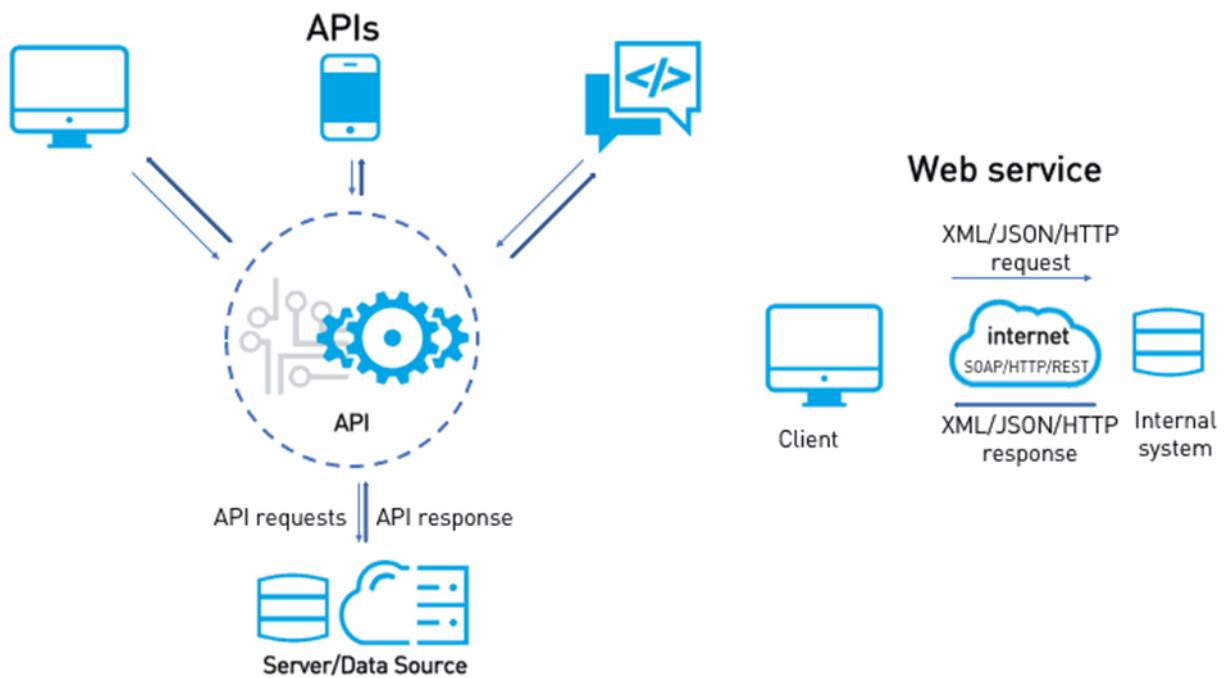 APIs
</>
API
API requests
API response
Server/Data Source
Web service
XML/JSON/HTTP
request
internet
SOAP/HTTP/REST
Client
XML/JSON/HTTP
response
Internal
system